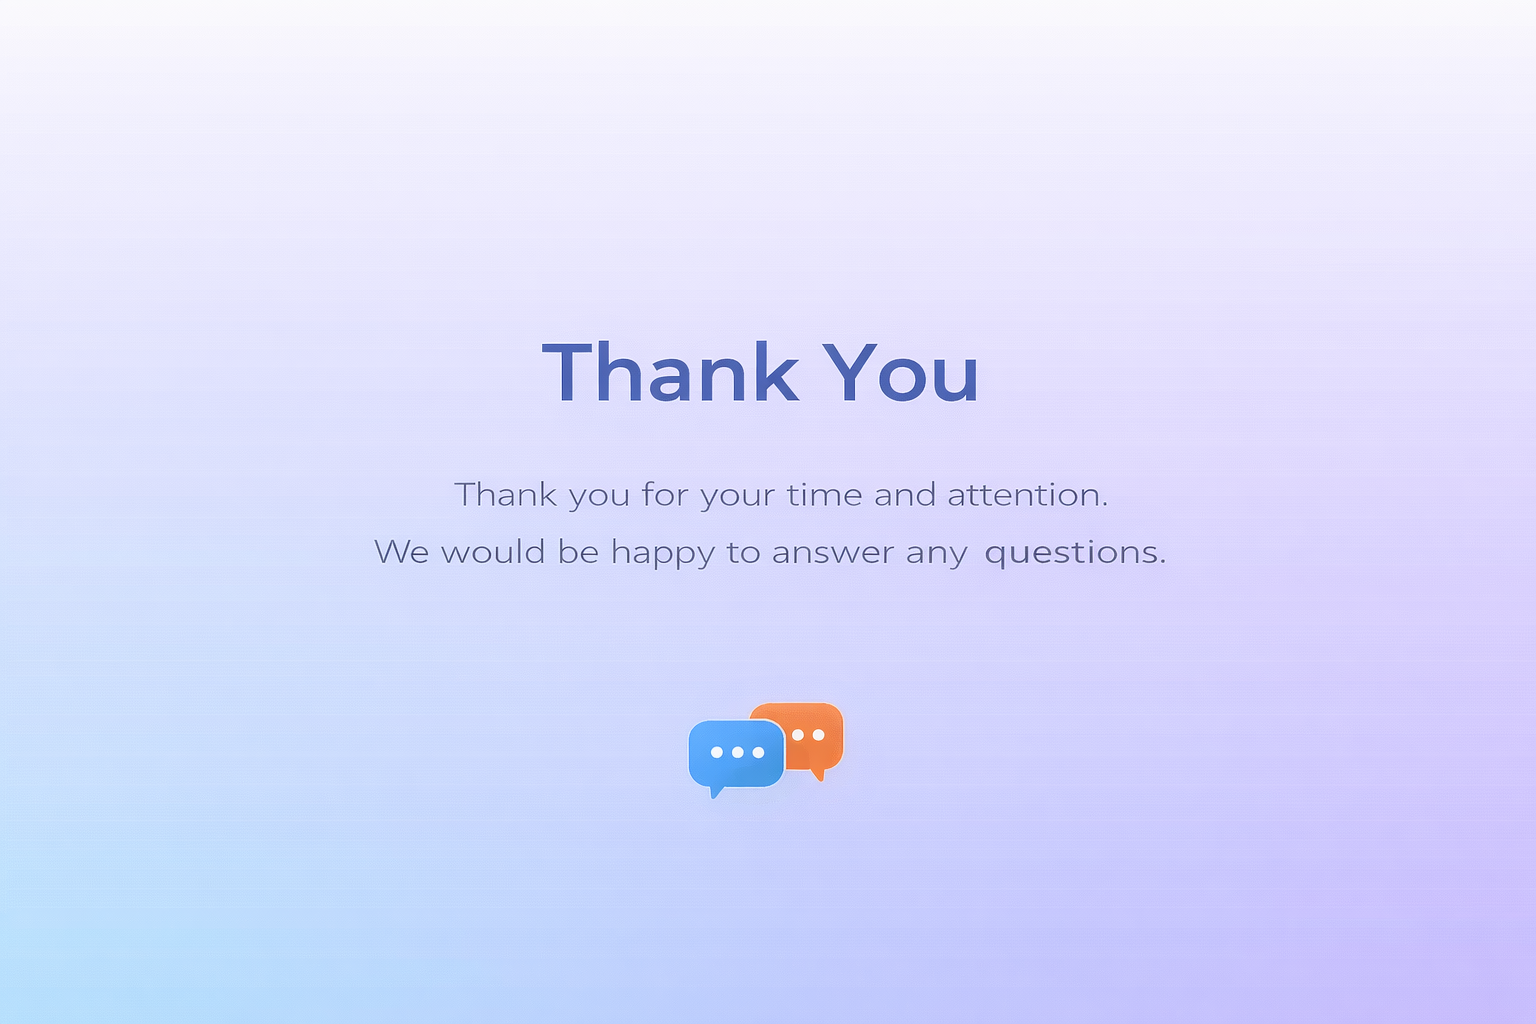 Thank You
Thank you for your time and attention.
We would be happy to answer any questions.